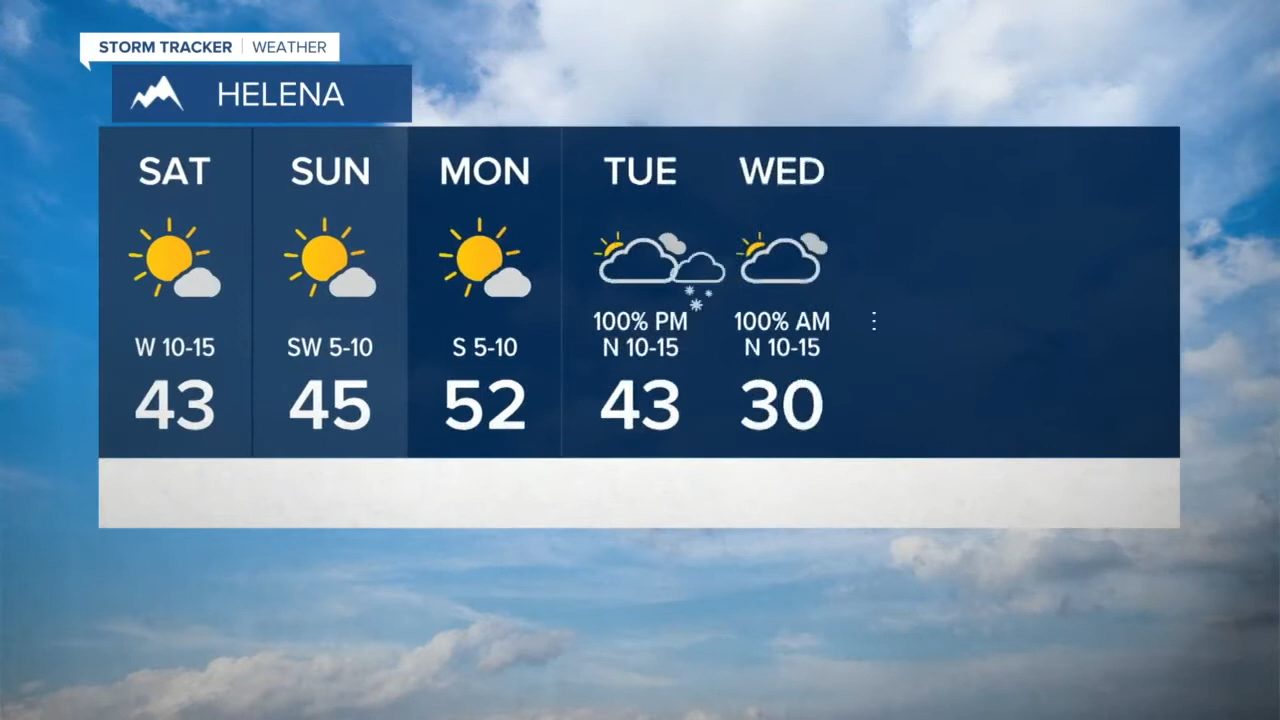 STORM TRACKER | WEATHER
HELENA
SAT SUN MON TUE WED
100% PM 100% AM
W 10-15 SW 5-10 S 5-10 N 10-15 N 10-15
43 45 52 43 30